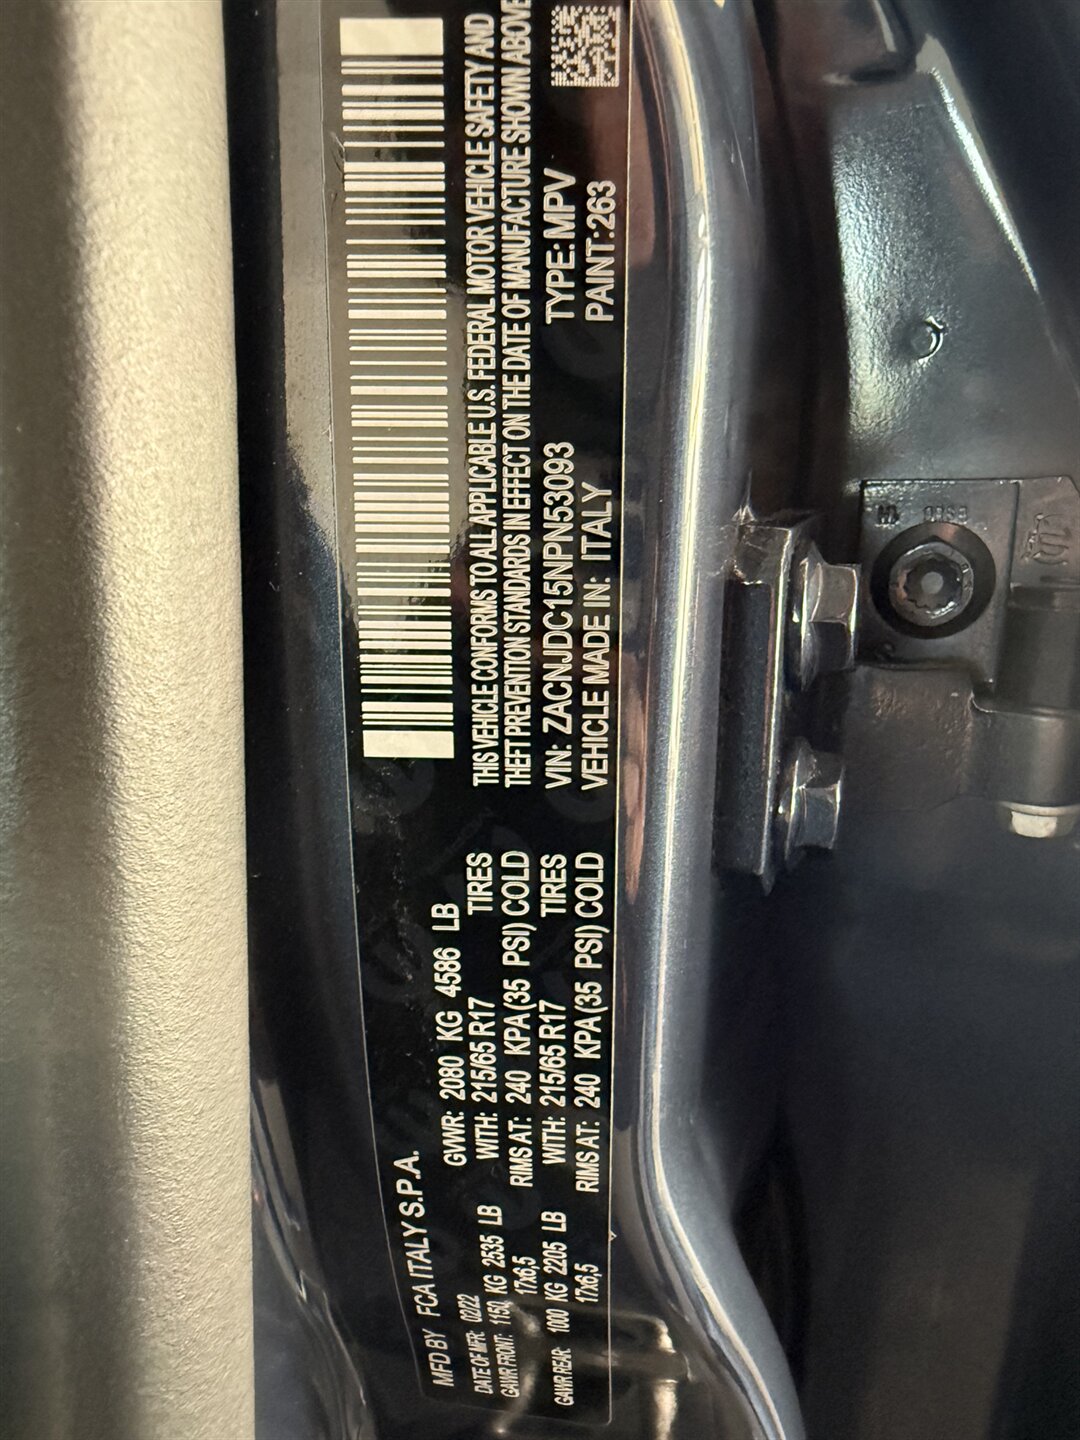 MFD BY FCA ITALY S.P.A.
DATE OF MFR: 02/22 GVWR: 2080 KG 4586 LB
GAWR FRONT: 1150 KG 2535 LB WITH: 215/65 R17 TIRES
17x6,5 RIMS AT: 240 KPA (35 PSI) COLD
GAWR REAR: 1000 KG 2205 LB WITH: 215/65 R17 TIRES
17x6,5 RIMS AT: 240 KPA (35 PSI) COLD
THIS VEHICLE CONFORMS TO ALL APPLICABLE U.S. FEDERAL MOTOR VEHICLE SAFETY AND
THEFT PREVENTION STANDARDS IN EFFECT ON THE DATE OF MANUFACTURE SHOWN ABOVE
VIN: ZACNJDC15NPN53093 TYPE: MPV
VEHICLE MADE IN: ITALY PAINT: 263